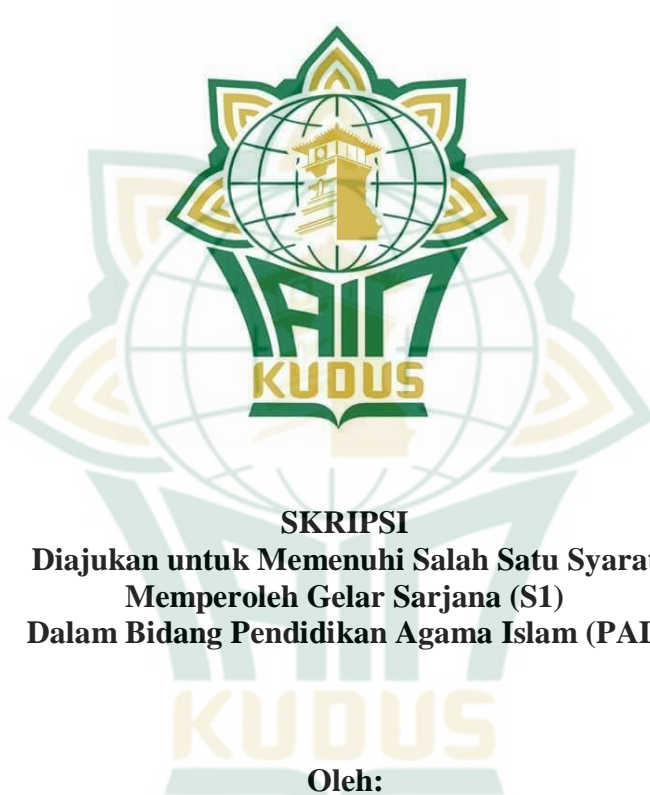 IAIN
KUDUS
SKRIPSI
Diajukan untuk Memenuhi Salah Satu Syarat
Memperoleh Gelar Sarjana (S1)
Dalam Bidang Pendidikan Agama Islam (PAI
KUDUS
Oleh: